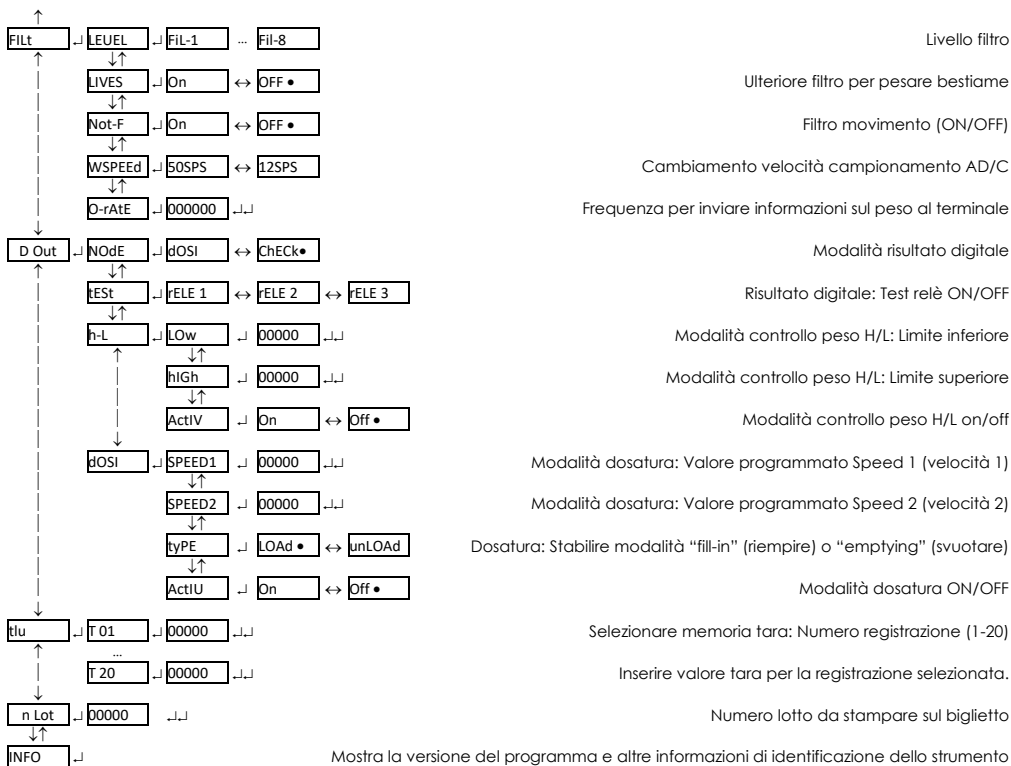 ↑
FILt ↵ LEUEL ↵ FiL-1 … Fil-8 Livello filtro
↑ ↓↑
LIVES ↵ On ↔ OFF • Ulteriore filtro per pesare bestiame
↓↑
Not-F ↵ On ↔ OFF • Filtro movimento (ON/OFF)
↓↑
WSPEEd ↵ 50SPS ↔ 12SPS Cambiamento velocità campionamento AD/C
↓↑
O-rAtE ↵ 000000 ↵↵ Frequenza per inviare informazioni sul peso al terminale
↓
D Out ↵ NOdE ↵ dOSI ↔ ChECk• Modalità risultato digitale
↑ ↓↑
tESt ↵ rELE 1 ↔ rELE 2 ↔ rELE 3 Risultato digitale: Test relè ON/OFF
↓↑
h-L ↵ LOw ↵ 00000 ↵↵ Modalità controllo peso H/L: Limite inferiore
↑ ↓↑
hIGh ↵ 00000 ↵↵ Modalità controllo peso H/L: Limite superiore
↓↑
ActIV ↵ On ↔ Off • Modalità controllo peso H/L on/off
↓
dOSI ↵ SPEED1 ↵ 00000 ↵↵ Modalità dosatura: Valore programmato Speed 1 (velocità 1)
↓↑
SPEED2 ↵ 00000 ↵↵ Modalità dosatura: Valore programmato Speed 2 (velocità 2)
↓↑
tyPE ↵ LOAd • ↔ unLOAd Dosatura: Stabilire modalità “fill-in” (riempire) o “emptying” (svuotare)
↓↑
ActIU ↵ On ↔ Off • Modalità dosatura ON/OFF
↓
tlu ↵ T 01 ↵ 00000 ↵↵ Selezionare memoria tara: Numero registrazione (1-20)
↑ …
T 20 ↵ 00000 ↵↵ Inserire valore tara per la registrazione selezionata.
↓
n Lot ↵ 00000 ↵↵ Numero lotto da stampare sul biglietto
↓↑
INFO ↵ Mostra la versione del programma e altre informazioni di identificazione dello strumento